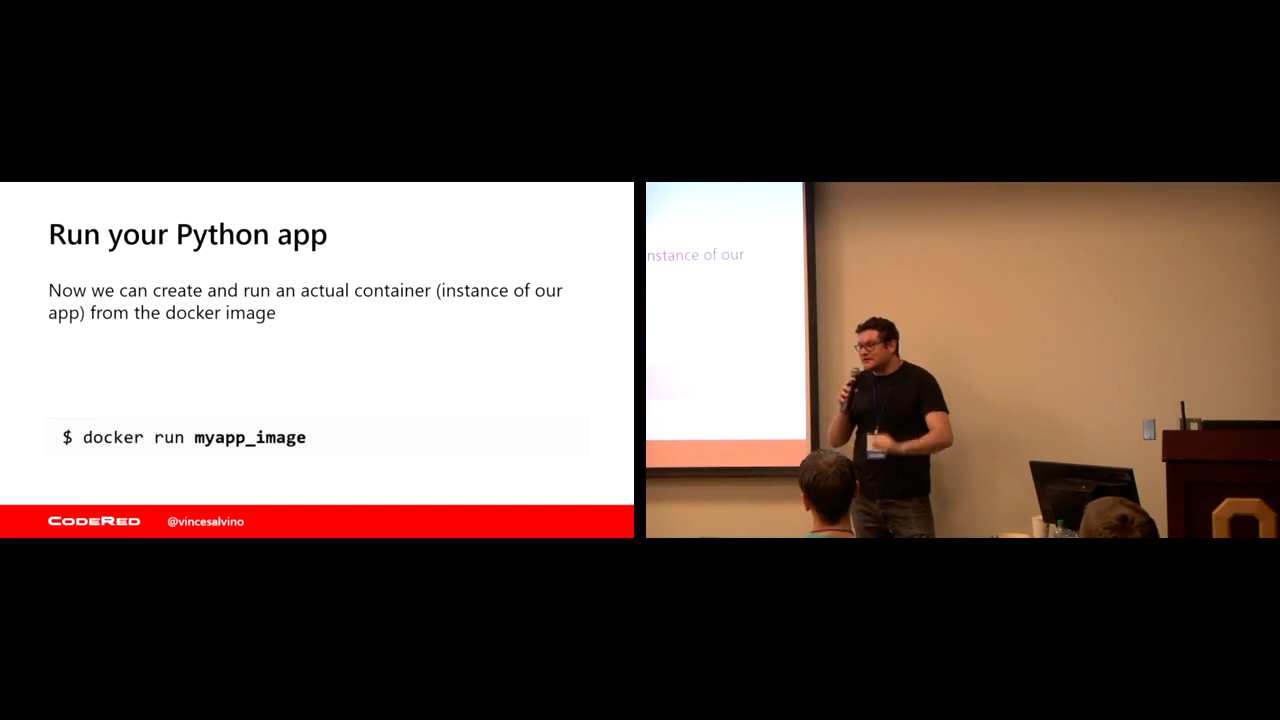 Run your Python app
Now we can create and run an actual container (instance of our
app) from the docker image
$ docker run myapp_image
CODERED @vincesalvino
nstance of our
O